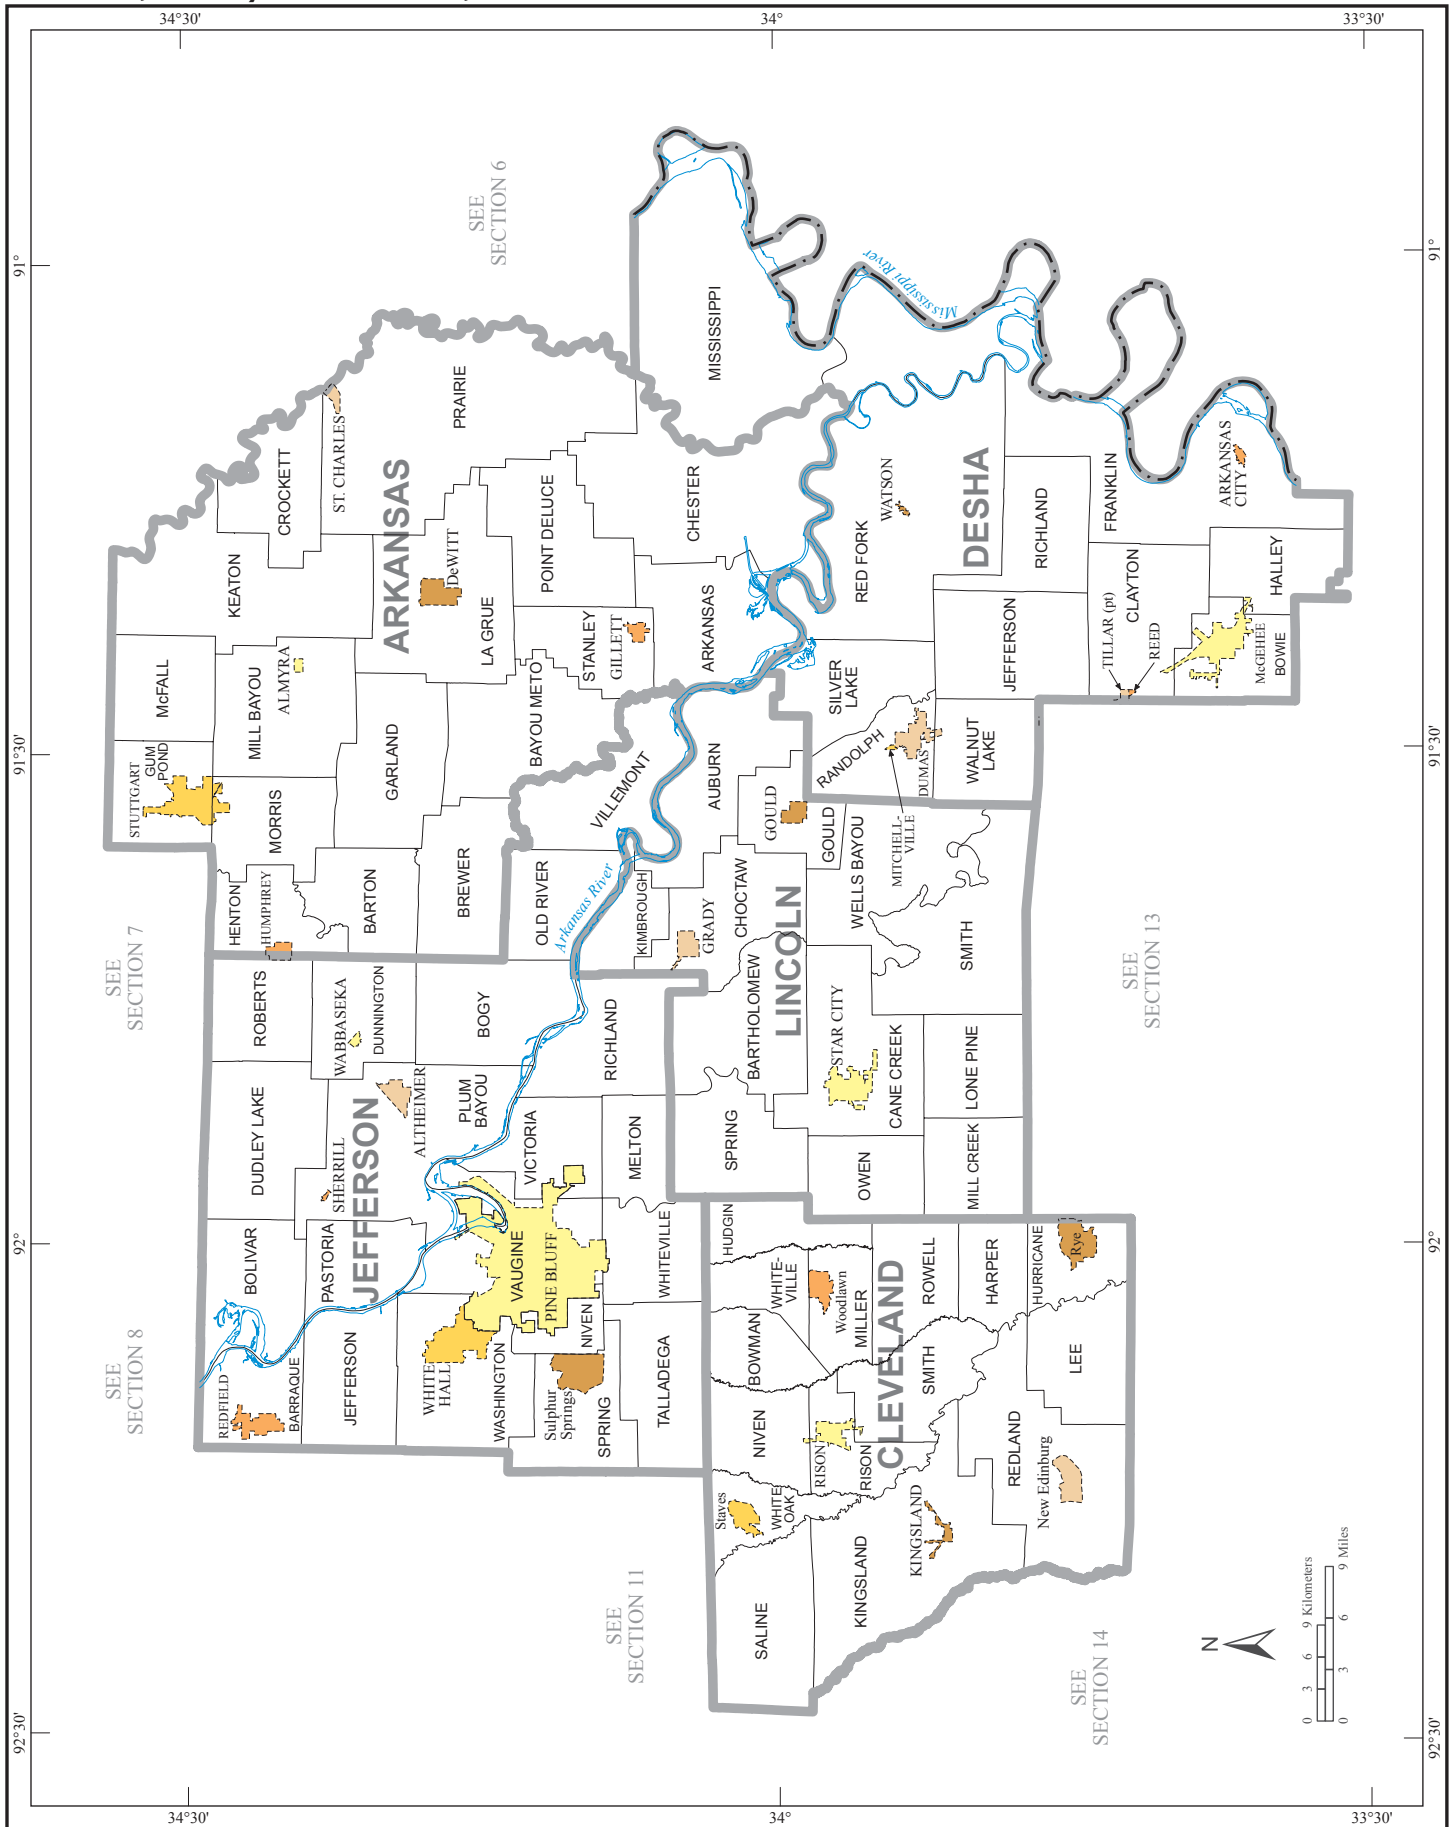 34°30'
34°
33°30'
91°
91°
91°30'
91°30'
92°
92°
92°30'
92°30'
34°30'
34°
33°30'
SEE
SECTION 6
SEE
SECTION 7
SEE
SECTION 8
SEE
SECTION 11
SEE
SECTION 13
SEE
SECTION 14
ARKANSAS
CROCKETT
ST. CHARLES
PRAIRIE
KEATON
DeWITT
LA GRUE
POINT DELUCE
CHESTER
STANLEY
GILLETT
ARKANSAS
McFALL
MILL BAYOU
ALMYRA
GARLAND
BAYOU METO
STUTTGART
GUM
POND
MORRIS
HENTON
HUMPHREY
BARTON
BREWER
DESHA
MISSISSIPPI
Mississippi River
RED FORK
WATSON
RICHLAND
FRANKLIN
ARKANSAS
CITY
CLAYTON
HALLEY
TILLAR (pt)
REED
McGEHEE
BOWIE
JEFFERSON
SILVER
LAKE
RANDOLPH
DUMAS
WALNUT
LAKE
MITCHELL-
VILLE
LINCOLN
VILLEMONT
AUBURN
GOULD
GOULD
WELLS BAYOU
OLD RIVER
Arkansas River
KIMBROUGH
GRADY
CHOCTAW
SMITH
BARTHOLOMEW
STAR CITY
CANE CREEK
LONE PINE
SPRING
OWEN
MILL CREEK
JEFFERSON
ROBERTS
WABBASEKA
DUNNINGTON
BOGY
RICHLAND
DUDLEY LAKE
SHERRILL
ALTHEIMER
PLUM
BAYOU
VICTORIA
MELTON
BOLIVAR
PASTORIA
VAUGINE
PINE BLUFF
WHITEVILLE
REDFIELD
BARRAQUE
JEFFERSON
WHITE
HALL
WASHINGTON
Sulphur
Springs
NIVEN
SPRING
TALLADEGA
CLEVELAND
HUDGIN
WHITE-
VILLE
Woodlawn
MILLER
ROWELL
HARPER
HURRICANE
Rye
BOWMAN
SMITH
LEE
NIVEN
RISON
RISON
REDLAND
New Edinburg
Staves
WHITE
OAK
KINGSLAND
KINGSLAND
SALINE
N
0 3 6 9 Kilometers
0 3 6 9 Miles